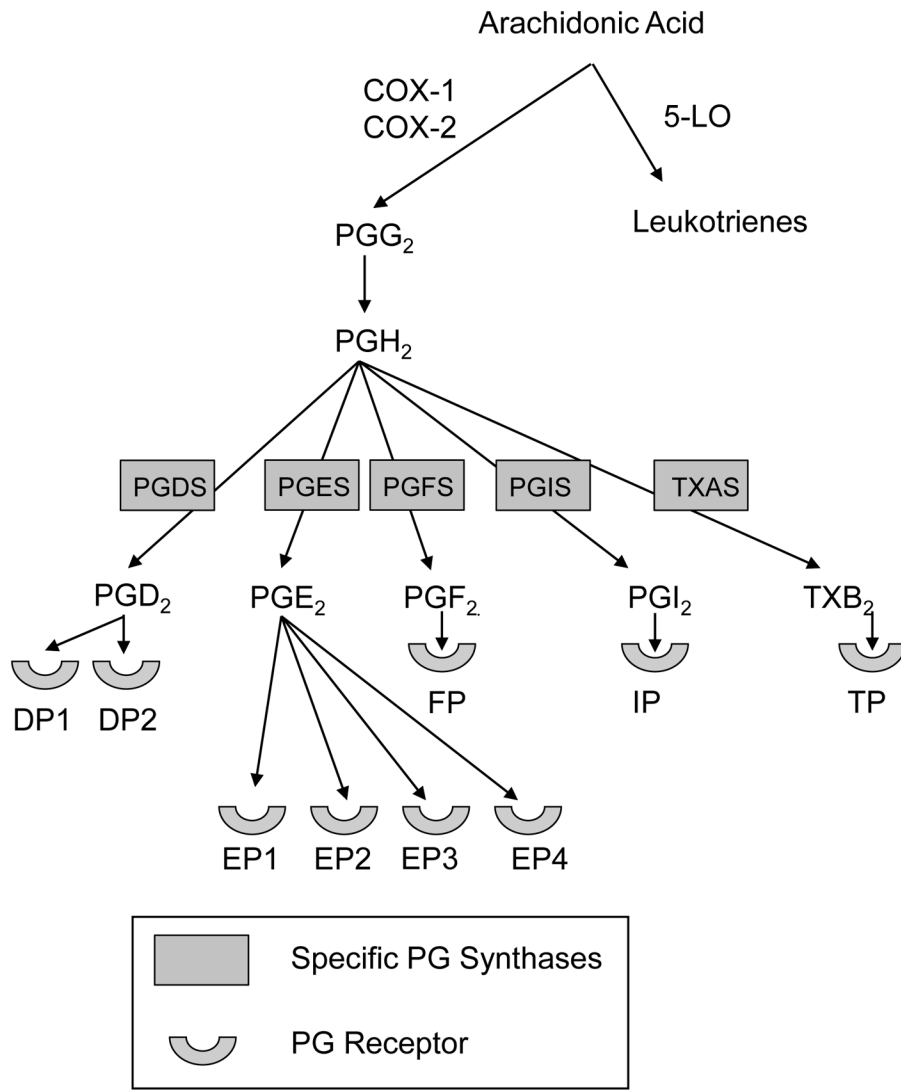 Arachidonic Acid
COX-1
COX-2
5-LO
Leukotrienes
PGG₂
PGH₂
PGDS
PGES
PGFS
PGIS
TXAS
PGD₂
PGE₂
PGF₂.
PGI₂
TXB₂
DP1
DP2
FP
IP
TP
EP1
EP2
EP3
EP4
Specific PG Synthases
PG Receptor